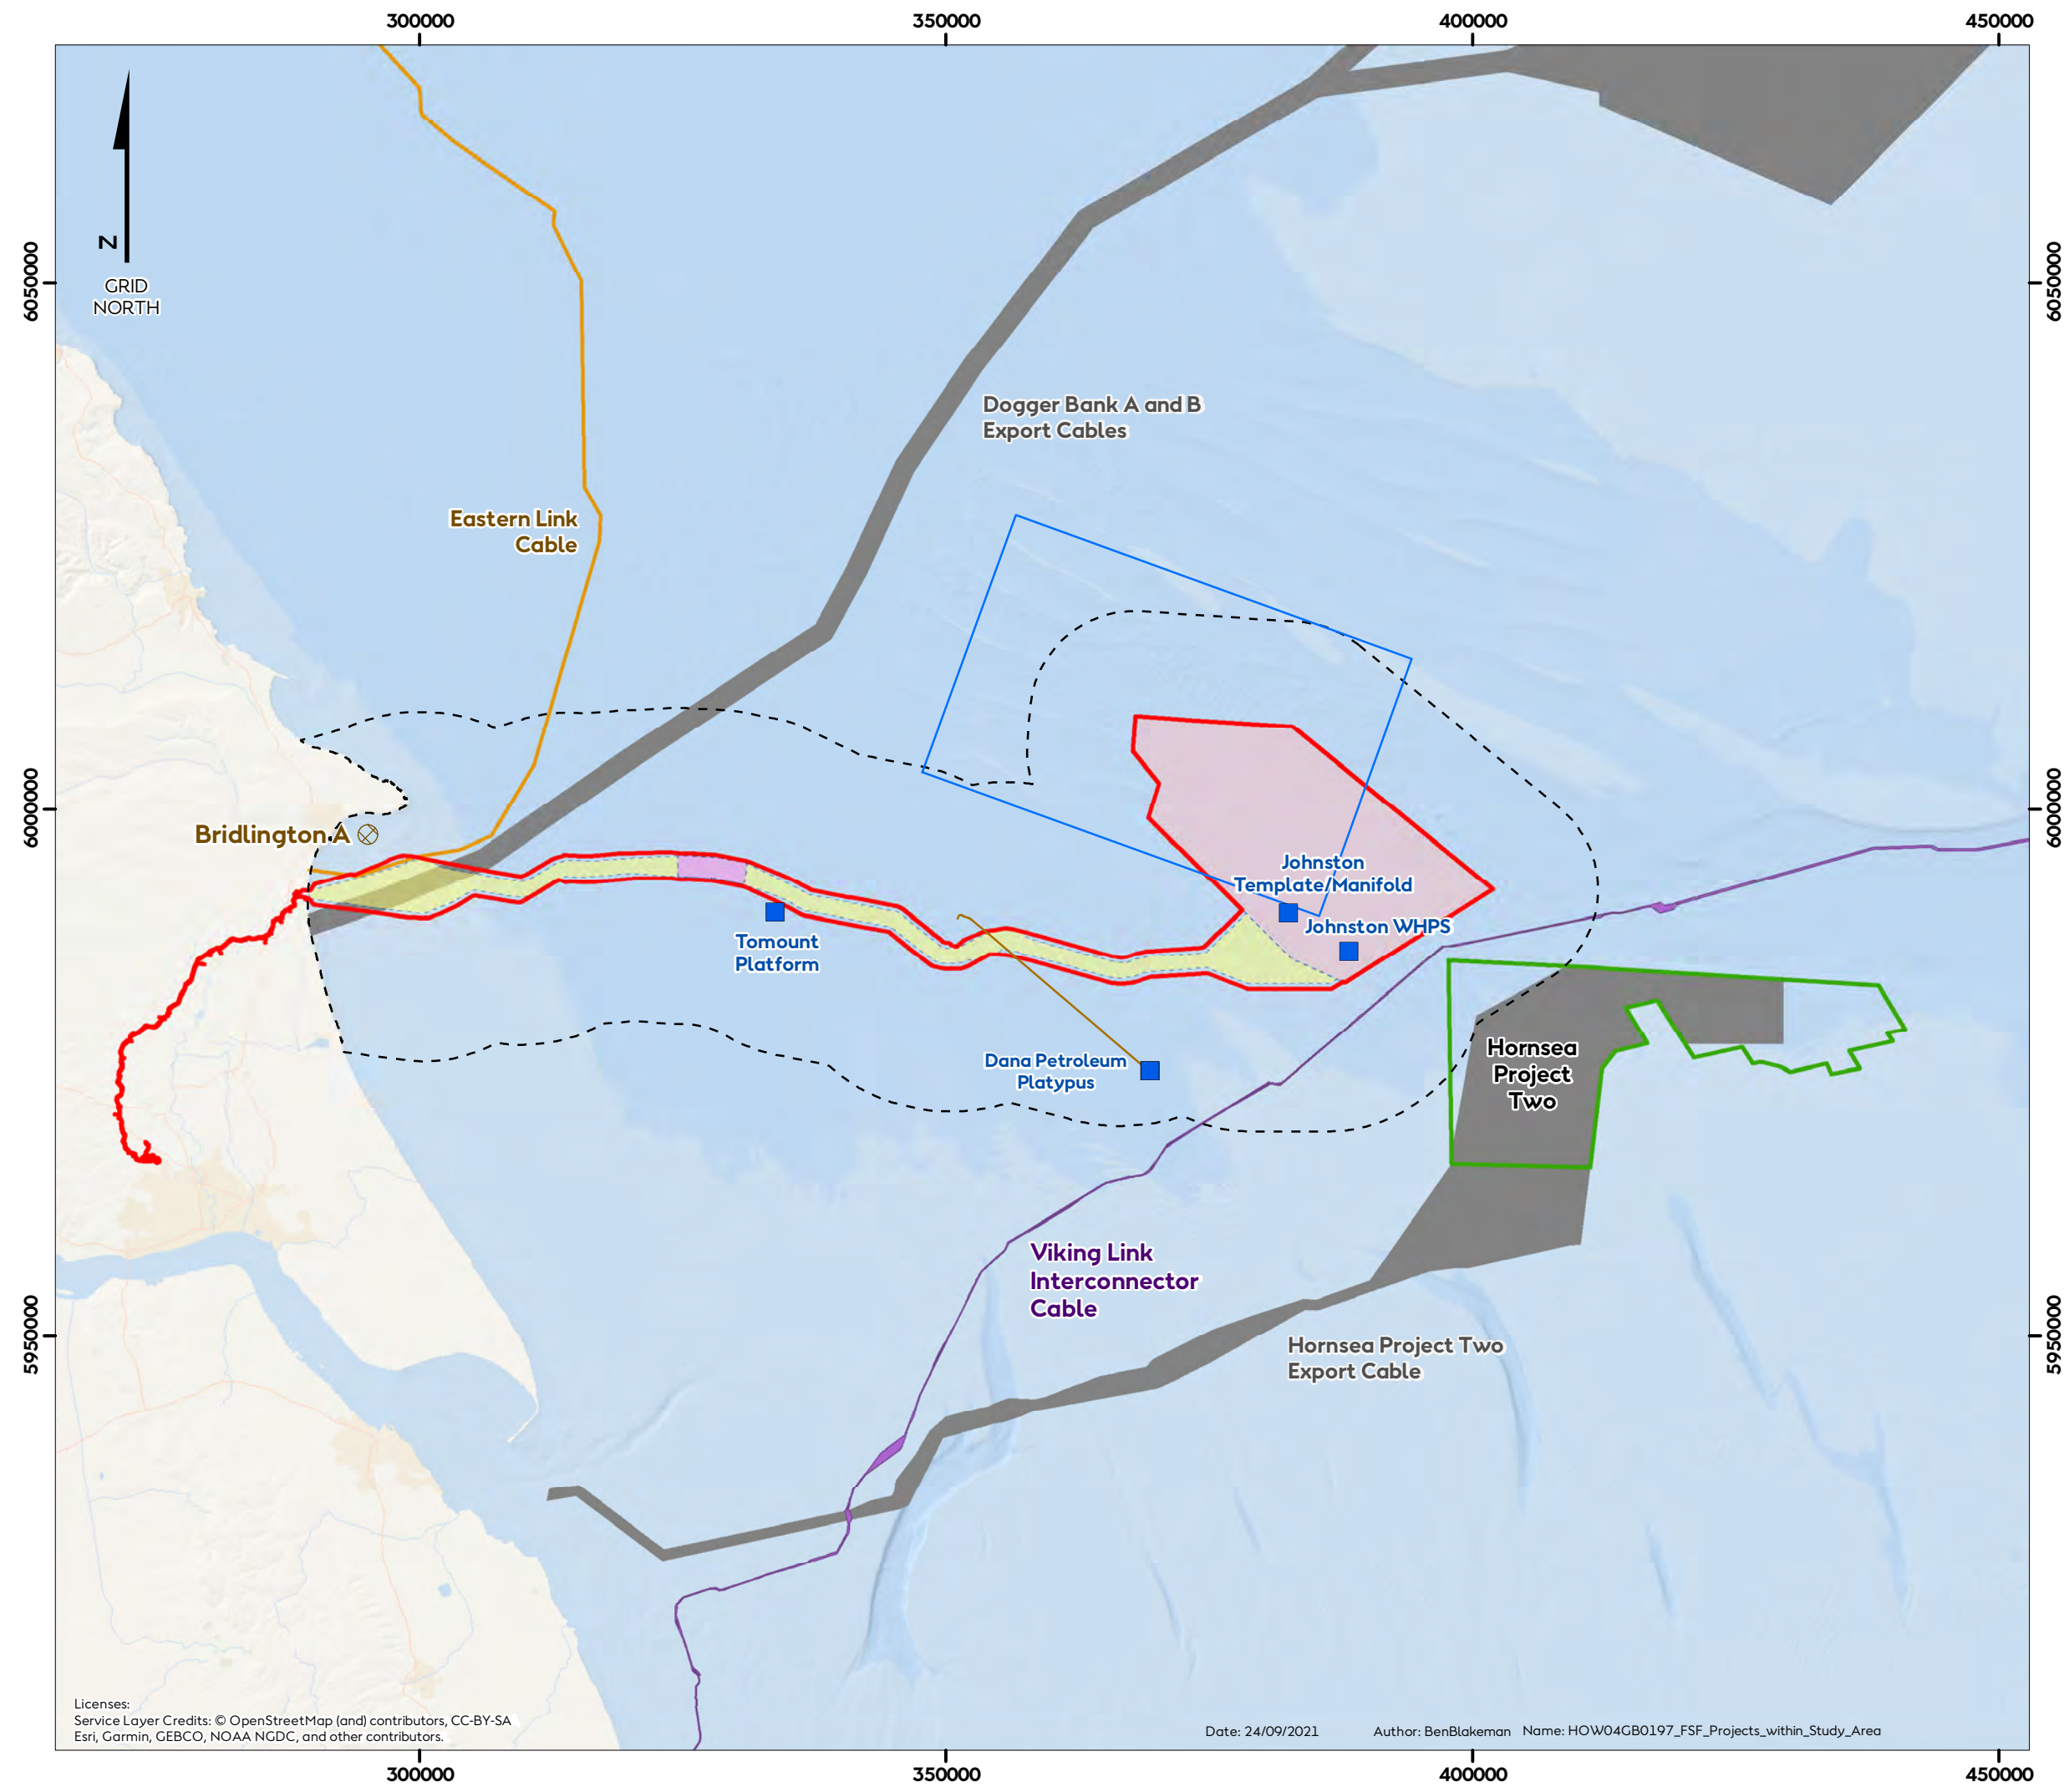 300000
350000
400000
450000
6050000
6050000
N
GRID
NORTH
Dogger Bank A and B
Export Cables
Eastern Link
Cable
6000000
6000000
Bridlington A
Johnston
Template/Manifold
Johnston WHPS
Tomount
Platform
Dana Petroleum
Platypus
Hornsea
Project
Two
Viking Link
Interconnector
Cable
5950000
5950000
Hornsea Project Two
Export Cable
Licenses:
Service Layer Credits: © OpenStreetMap (and) contributors, CC-BY-SA
Esri, Garmin, GEBCO, NOAA NGDC, and other contributors.
Date: 24/09/2021
Author: BenBlakeman
Name: HOW04GB0197_FSF_Projects_within_Study_Area
300000
350000
400000
450000